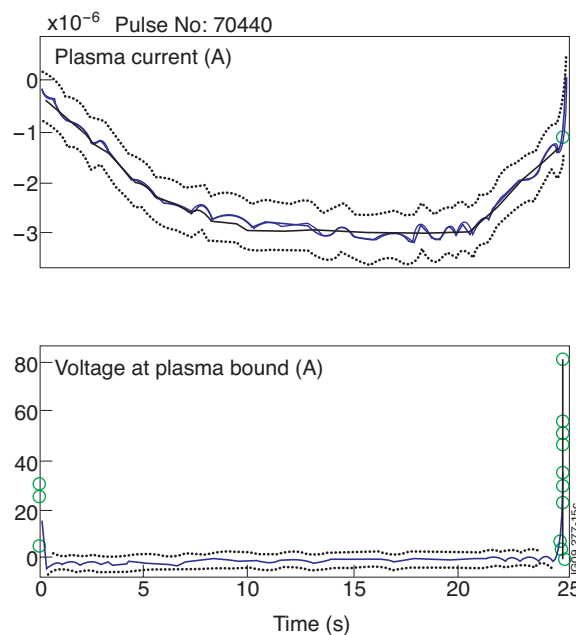 x10−6 Pulse No: 70440
Plasma current (A)
0
−1
−2
−3
Voltage at plasma bound (A)
80
60
40
20
0
0 5 10 15 20 25
Time (s)